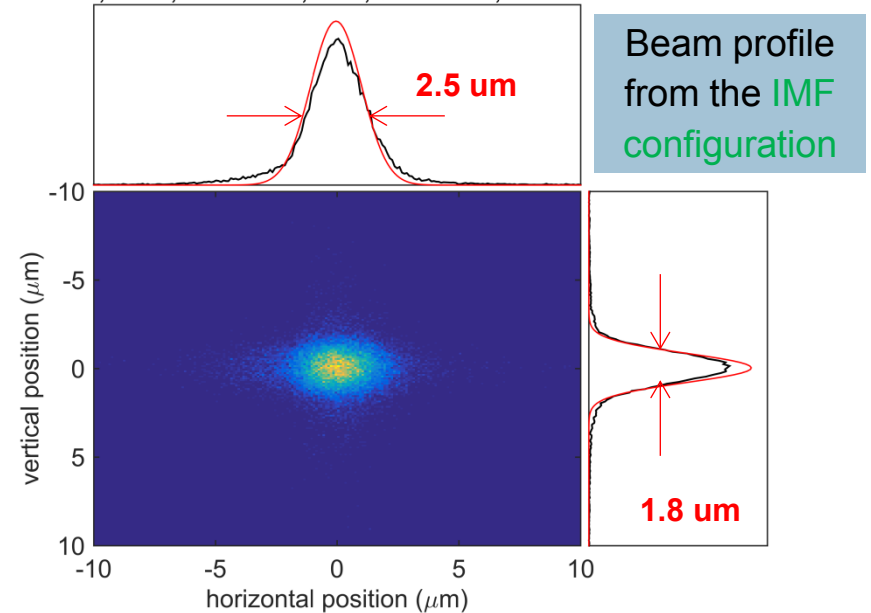 2.5 um
Beam profile
from the IMF
configuration
-10
-5
0
5
10
vertical position (μm)
1.8 um
-10
-5
0
5
10
horizontal position (μm)